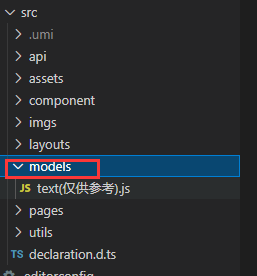 src
.umi
api
assets
component
imgs
layouts
models
JS text(仅供参考).js
pages
utils
TS declaration.d.ts
.editorconfig